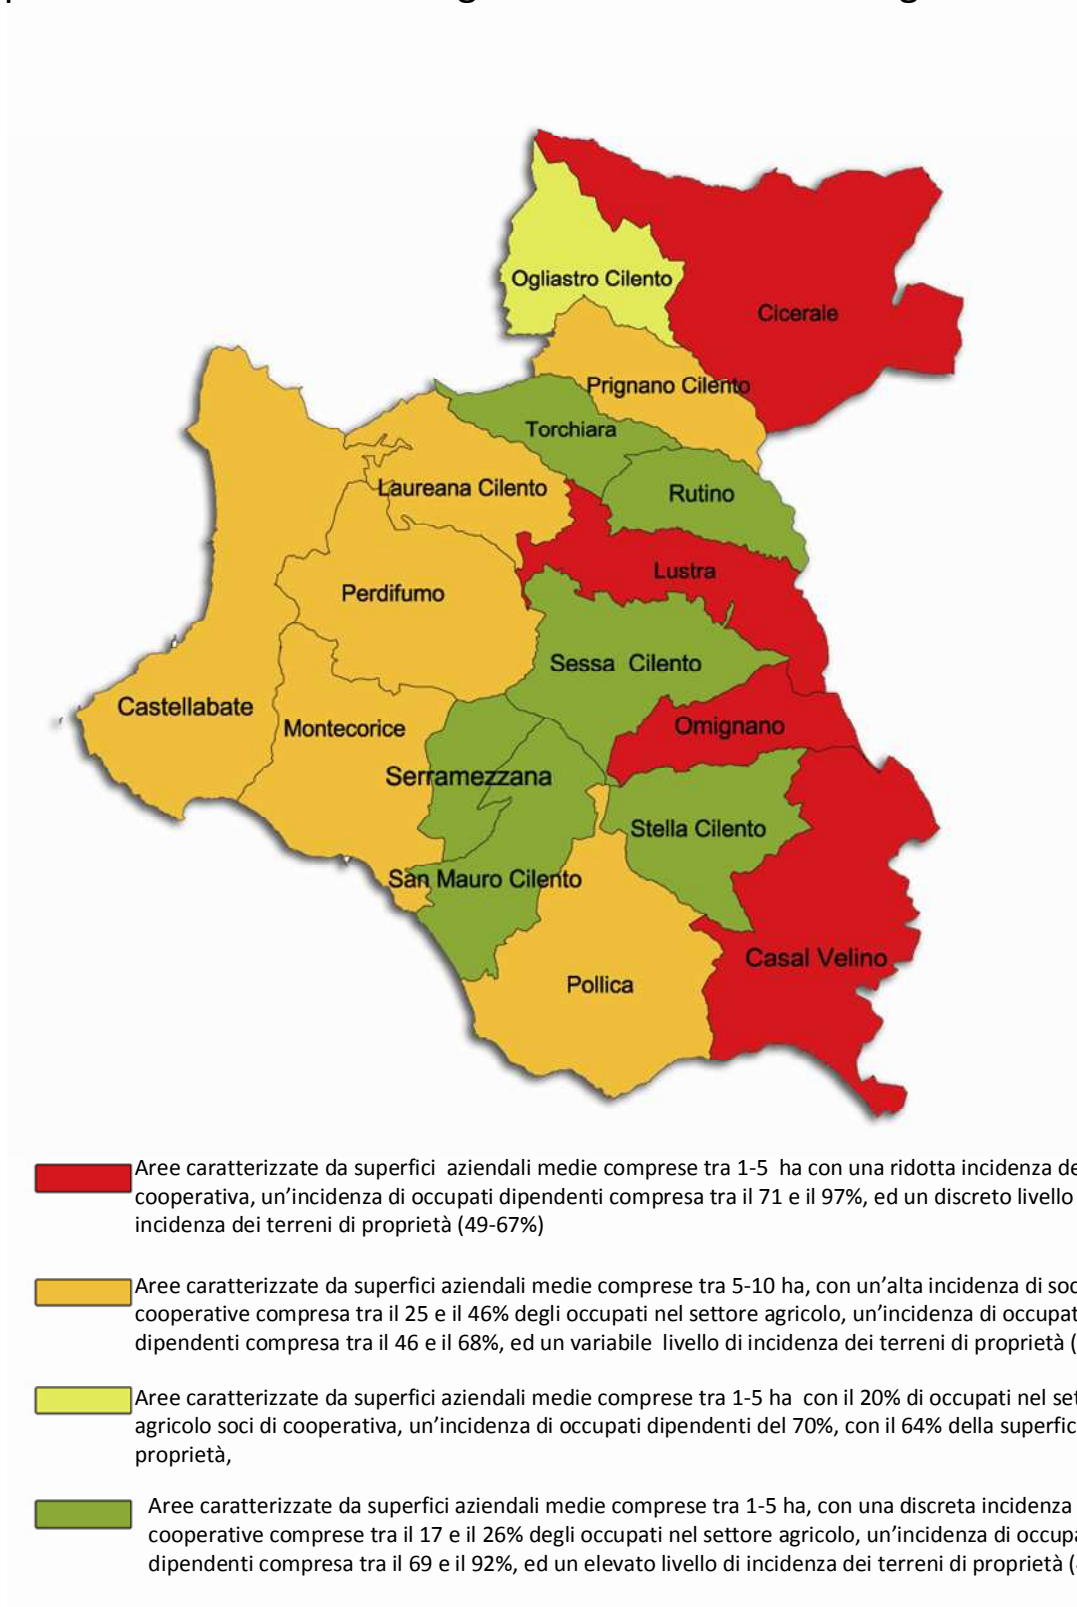 Ogliastro Cilento
Cicerale
Prignano Cilento
Torchiara
Laureana Cilento
Rutino
Lustra
Perdifumo
Sessa Cilento
Castellabate
Montecorice
Omignano
Serramezzana
Stella Cilento
San Mauro Cilento
Casal Velino
Pollica
Aree caratterizzate da superfici aziendali medie comprese tra 1-5 ha con una ridotta incidenza
cooperativa, un'incidenza di occupati dipendenti compresa tra il 71 e il 97%, ed un discreto livello
incidenza dei terreni di proprietà (49-67%)
Aree caratterizzate da superfici aziendali medie comprese tra 5-10 ha, con un'alta incidenza di
cooperative compresa tra il 25 e il 46% degli occupati nel settore agricolo, un'incidenza di
dipendenti compresa tra il 46 e il 68%, ed un variabile livello di incidenza dei terreni di proprietà (
Aree caratterizzate da superfici aziendali medie comprese tra 1-5 ha con il 20% di occupati nel
agricolo soci di cooperativa, un'incidenza di occupati dipendenti del 70%, con il 64% della
proprietà,
Aree caratterizzate da superfici aziendali medie comprese tra 1-5 ha, con una discreta incidenza
cooperative comprese tra il 17 e il 26% degli occupati nel settore agricolo, un'incidenza di
dipendenti compresa tra il 69 e il 92%, ed un elevato livello di incidenza dei terreni di proprietà (